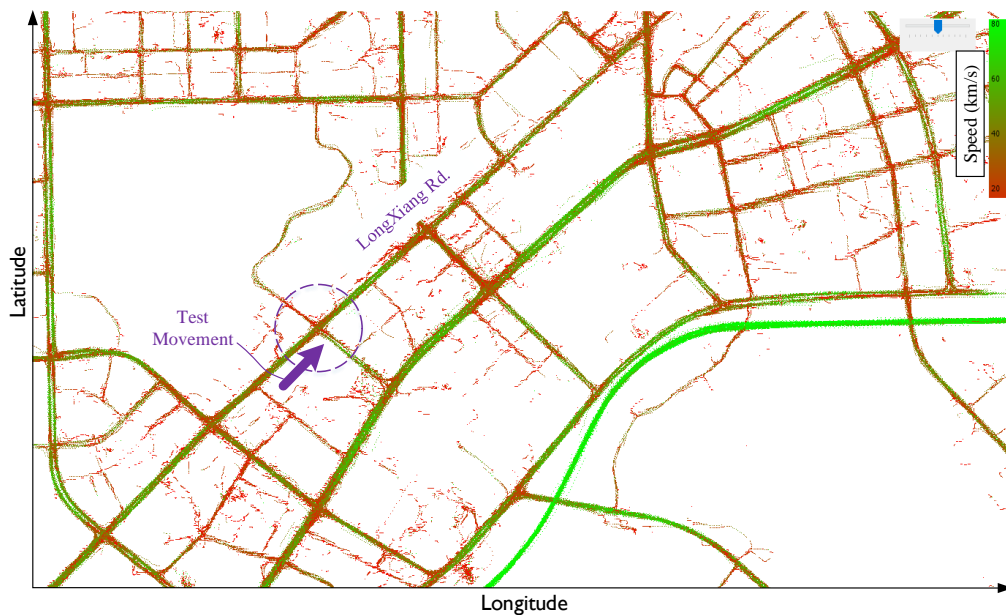 80
60
40
20
Speed (km/s)
LongXiang Rd.
Test
Movement
Latitude
Longitude